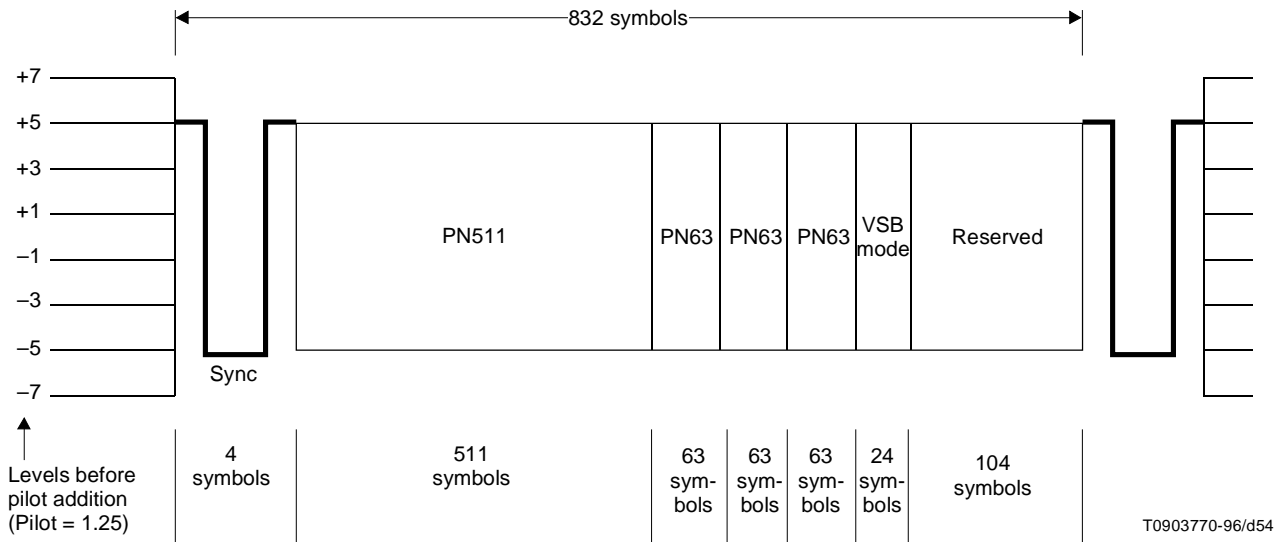 832 symbols
+7
+5
+3
+1
–1
–3
–5
–7
PN511
PN63
PN63
PN63
VSB
mode
Reserved
Sync
Levels before
pilot addition
(Pilot = 1.25)
4
symbols
511
symbols
63
sym-
bols
63
sym-
bols
63
sym-
bols
24
sym-
bols
104
symbols
T0903770-96/d54